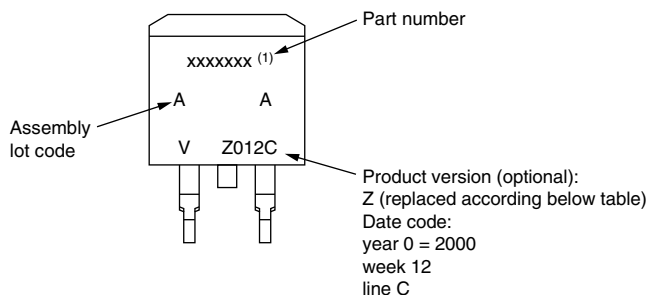 Part number
xxxxxxx (1)
A A
Assembly
lot code
V Z012C
Product version (optional):
Z (replaced according below table)
Date code:
year 0 = 2000
week 12
line C